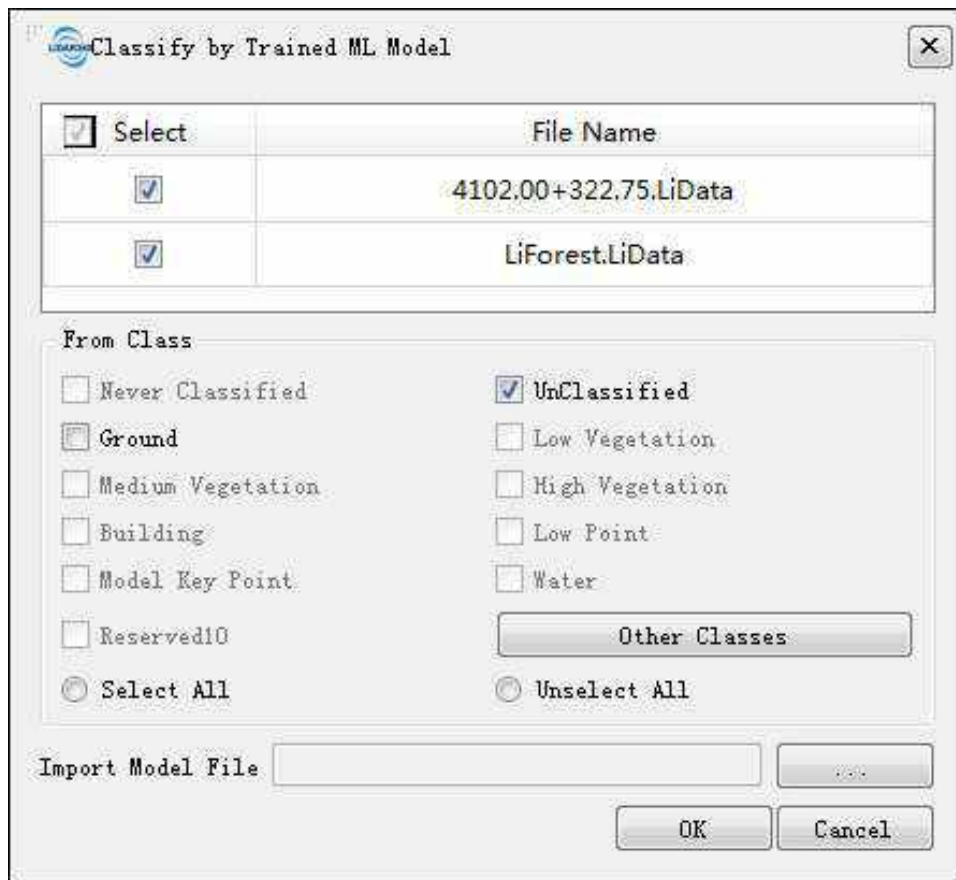 Classify by Trained ML Model
Select File Name
4102.00+322.75.LiData
LiForest.LiData
From Class
Never Classified UnClassified
Ground Low Vegetation
Medium Vegetation High Vegetation
Building Low Point
Model Key Point Water
Reserved10 Other Classes
Select All Unselect All
Import Model File ...
OK Cancel